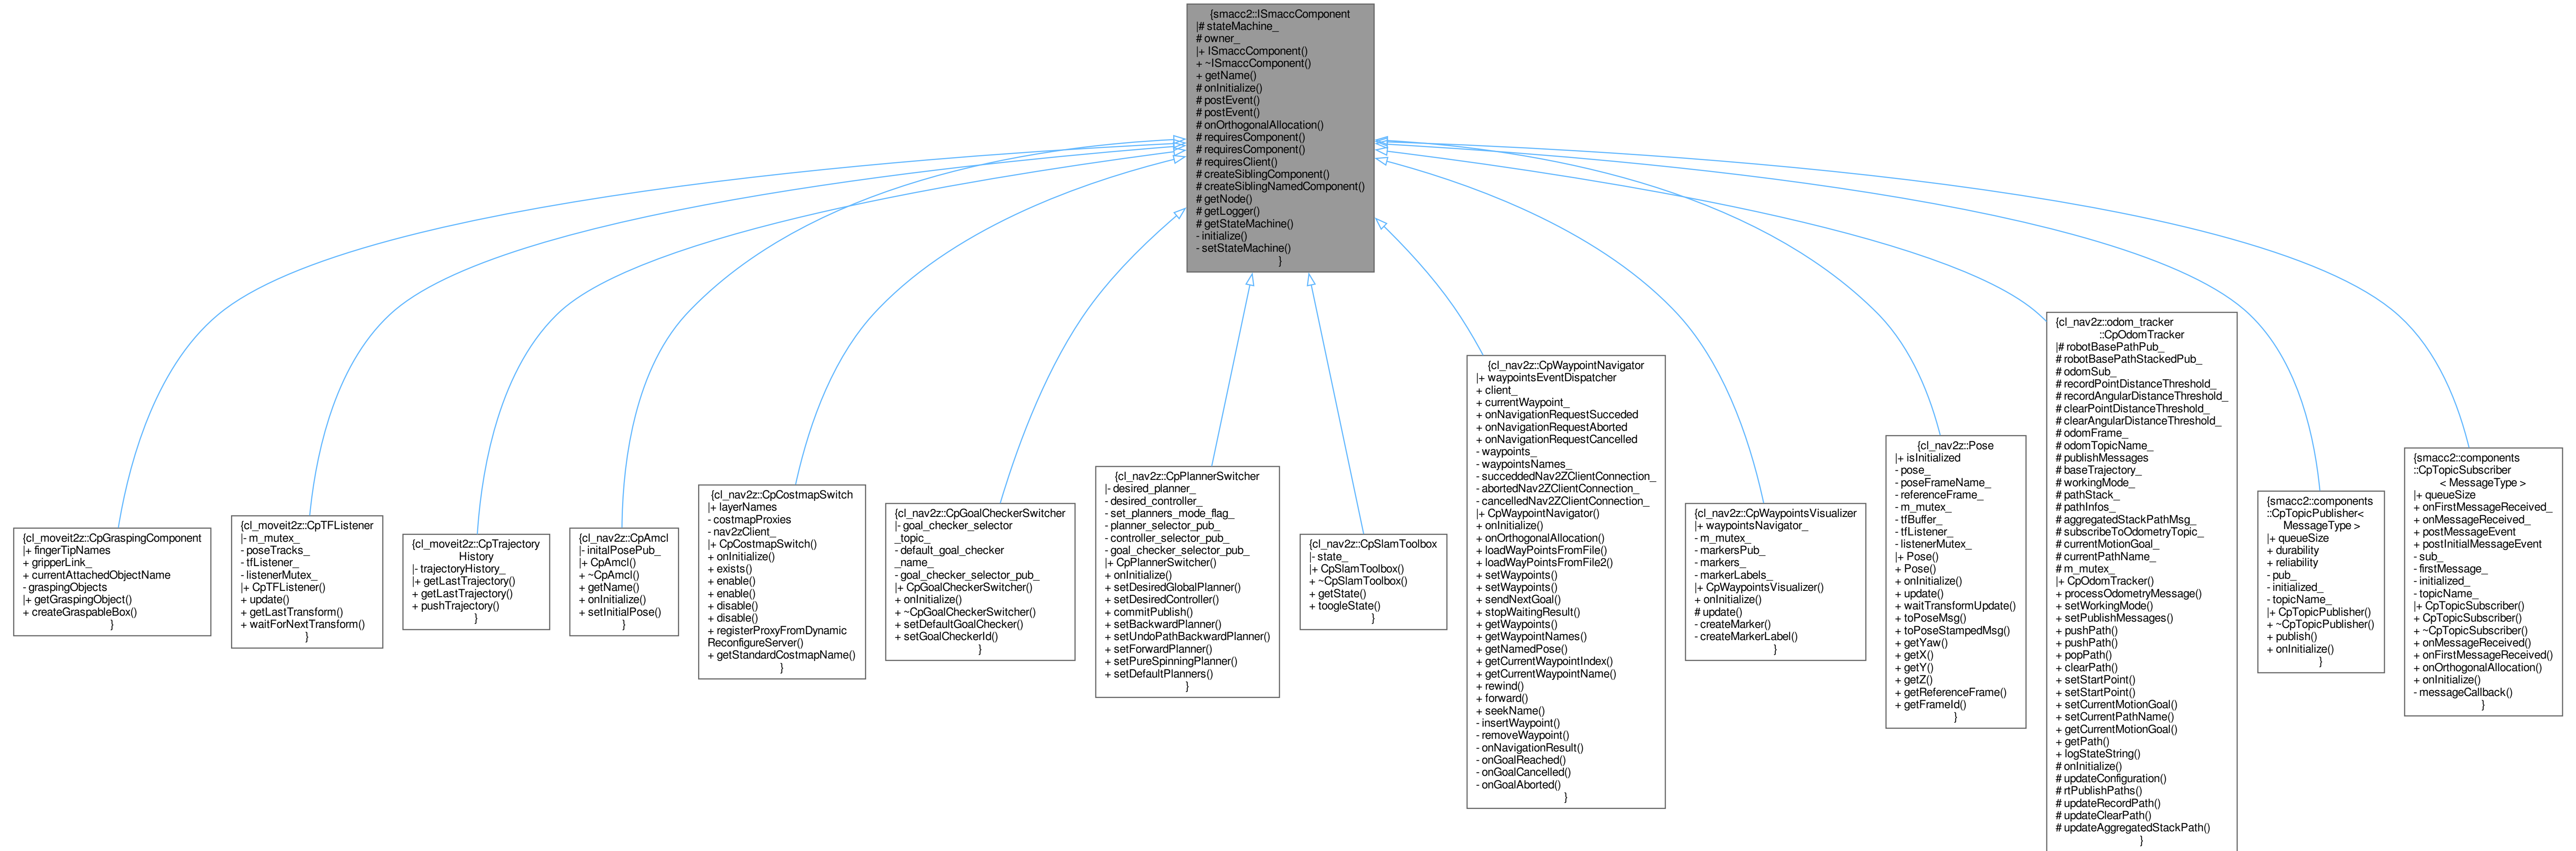 {smacc2::ISmaccComponent
|# stateMachine_
# owner_
|+ ISmaccComponent()
+ ~ISmaccComponent()
+ getName()
# onInitialize()
# postEvent()
# postEvent()
# onOrthogonalAllocation()
# requiresComponent()
# requiresComponent()
# requiresClient()
# createSiblingComponent()
# createSiblingNamedComponent()
# getNode()
# getLogger()
# getStateMachine()
- initialize()
- setStateMachine()
}
{cl_moveit2z::CpGraspingComponent
|+ fingerTipNames
+ gripperLink_
+ currentAttachedObjectName
- graspingObjects
|+ getGraspingObject()
+ createGraspableBox()
}
{cl_moveit2z::CpTFListener
|- m_mutex_
- poseTracks_
- tfListener_
- listenerMutex_
|+ CpTFListener()
+ update()
+ getLastTransform()
+ waitForNextTransform()
}
{cl_moveit2z::CpTrajectory
History
|- trajectoryHistory_
|+ getLastTrajectory()
+ getLastTrajectory()
+ pushTrajectory()
}
{cl_nav2z::CpAmcl
|- initalPosePub_
|+ CpAmcl()
+ ~CpAmcl()
+ getName()
+ onInitialize()
+ setInitialPose()
}
{cl_nav2z::CpCostmapSwitch
|+ layerNames
- costmapProxies
- nav2zClient_
|+ CpCostmapSwitch()
+ onInitialize()
+ exists()
+ enable()
+ enable()
+ disable()
+ disable()
+ registerProxyFromDynamic
ReconfigureServer()
+ getStandardCostmapName()
}
{cl_nav2z::CpGoalCheckerSwitcher
|- goal_checker_selector
_topic_
- default_goal_checker
_name_
- goal_checker_selector_pub_
|+ CpGoalCheckerSwitcher()
+ onInitialize()
+ ~CpGoalCheckerSwitcher()
+ setDefaultGoalChecker()
+ setGoalCheckerId()
}
{cl_nav2z::CpPlannerSwitcher
|- desired_planner_
- desired_controller_
- set_planners_mode_flag_
- planner_selector_pub_
- controller_selector_pub_
- goal_checker_selector_pub_
|+ CpPlannerSwitcher()
+ onInitialize()
+ setDesiredGlobalPlanner()
+ setDesiredController()
+ commitPublish()
+ setBackwardPlanner()
+ setUndoPathBackwardPlanner()
+ setForwardPlanner()
+ setPureSpinningPlanner()
+ setDefaultPlanners()
}
{cl_nav2z::CpSlamToolbox
|- state_
|+ CpSlamToolbox()
+ ~CpSlamToolbox()
+ getState()
+ toogleState()
}
{cl_nav2z::CpWaypointNavigator
|+ waypointsEventDispatcher
+ client_
+ currentWaypoint_
+ onNavigationRequestSucceded
+ onNavigationRequestAborted
+ onNavigationRequestCancelled
- waypoints_
- waypointsNames_
- succeddedNav2ZClientConnection_
- abortedNav2ZClientConnection_
- cancelledNav2ZClientConnection_
|+ CpWaypointNavigator()
+ onInitialize()
+ onOrthogonalAllocation()
+ loadWayPointsFromFile()
+ loadWayPointsFromFile2()
+ setWaypoints()
+ setWaypoints()
+ sendNextGoal()
+ stopWaitingResult()
+ getWaypoints()
+ getWaypointNames()
+ getNamedPose()
+ getCurrentWaypointIndex()
+ getCurrentWaypointName()
+ rewind()
+ forward()
+ seekName()
- insertWaypoint()
- removeWaypoint()
- onNavigationResult()
- onGoalReached()
- onGoalCancelled()
- onGoalAborted()
}
{cl_nav2z::CpWaypointsVisualizer
|+ waypointsNavigator_
- m_mutex_
- markersPub_
- markers_
- markerLabels_
|+ CpWaypointsVisualizer()
+ onInitialize()
# update()
- createMarker()
- createMarkerLabel()
}
{cl_nav2z::Pose
|+ isInitialized
- pose_
- poseFrameName_
- referenceFrame_
- m_mutex_
- tfBuffer_
- tfListener_
- listenerMutex_
|+ Pose()
+ Pose()
+ onInitialize()
+ update()
+ waitTransformUpdate()
+ toPoseMsg()
+ toPoseStampedMsg()
+ getYaw()
+ getX()
+ getY()
+ getZ()
+ getReferenceFrame()
+ getFrameId()
}
{cl_nav2z::odom_tracker
::CpOdomTracker
|# robotBasePathPub_
# robotBasePathStackedPub_
# odomSub_
# recordPointDistanceThreshold_
# recordAngularDistanceThreshold_
# clearPointDistanceThreshold_
# clearAngularDistanceThreshold_
# odomFrame_
# odomTopicName_
# publishMessages
# baseTrajectory_
# workingMode_
# pathStack_
# pathInfos_
# aggregatedStackPathMsg_
# subscribeToOdometryTopic_
# currentMotionGoal_
# currentPathName_
# m_mutex_
|+ CpOdomTracker()
+ processOdometryMessage()
+ setWorkingMode()
+ setPublishMessages()
+ pushPath()
+ pushPath()
+ popPath()
+ clearPath()
+ setStartPoint()
+ setStartPoint()
+ setCurrentMotionGoal()
+ setCurrentPathName()
+ getCurrentMotionGoal()
+ getPath()
+ logStateString()
# onInitialize()
# updateConfiguration()
# rtPublishPaths()
# updateRecordPath()
# updateClearPath()
# updateAggregatedStackPath()
}
{smacc2::components
::CpTopicPublisher<
MessageType >
|+ queueSize
+ durability
+ reliability
- pub_
- initialized_
- topicName_
|+ CpTopicPublisher()
+ ~CpTopicPublisher()
+ publish()
+ onInitialize()
}
{smacc2::components
::CpTopicSubscriber
< MessageType >
|+ queueSize
+ onFirstMessageReceived_
+ onMessageReceived_
+ postMessageEvent
+ postInitialMessageEvent
- sub_
- firstMessage_
- initialized_
- topicName_
|+ CpTopicSubscriber()
+ CpTopicSubscriber()
+ ~CpTopicSubscriber()
+ onMessageReceived()
+ onFirstMessageReceived()
+ onOrthogonalAllocation()
+ onInitialize()
- messageCallback()
}